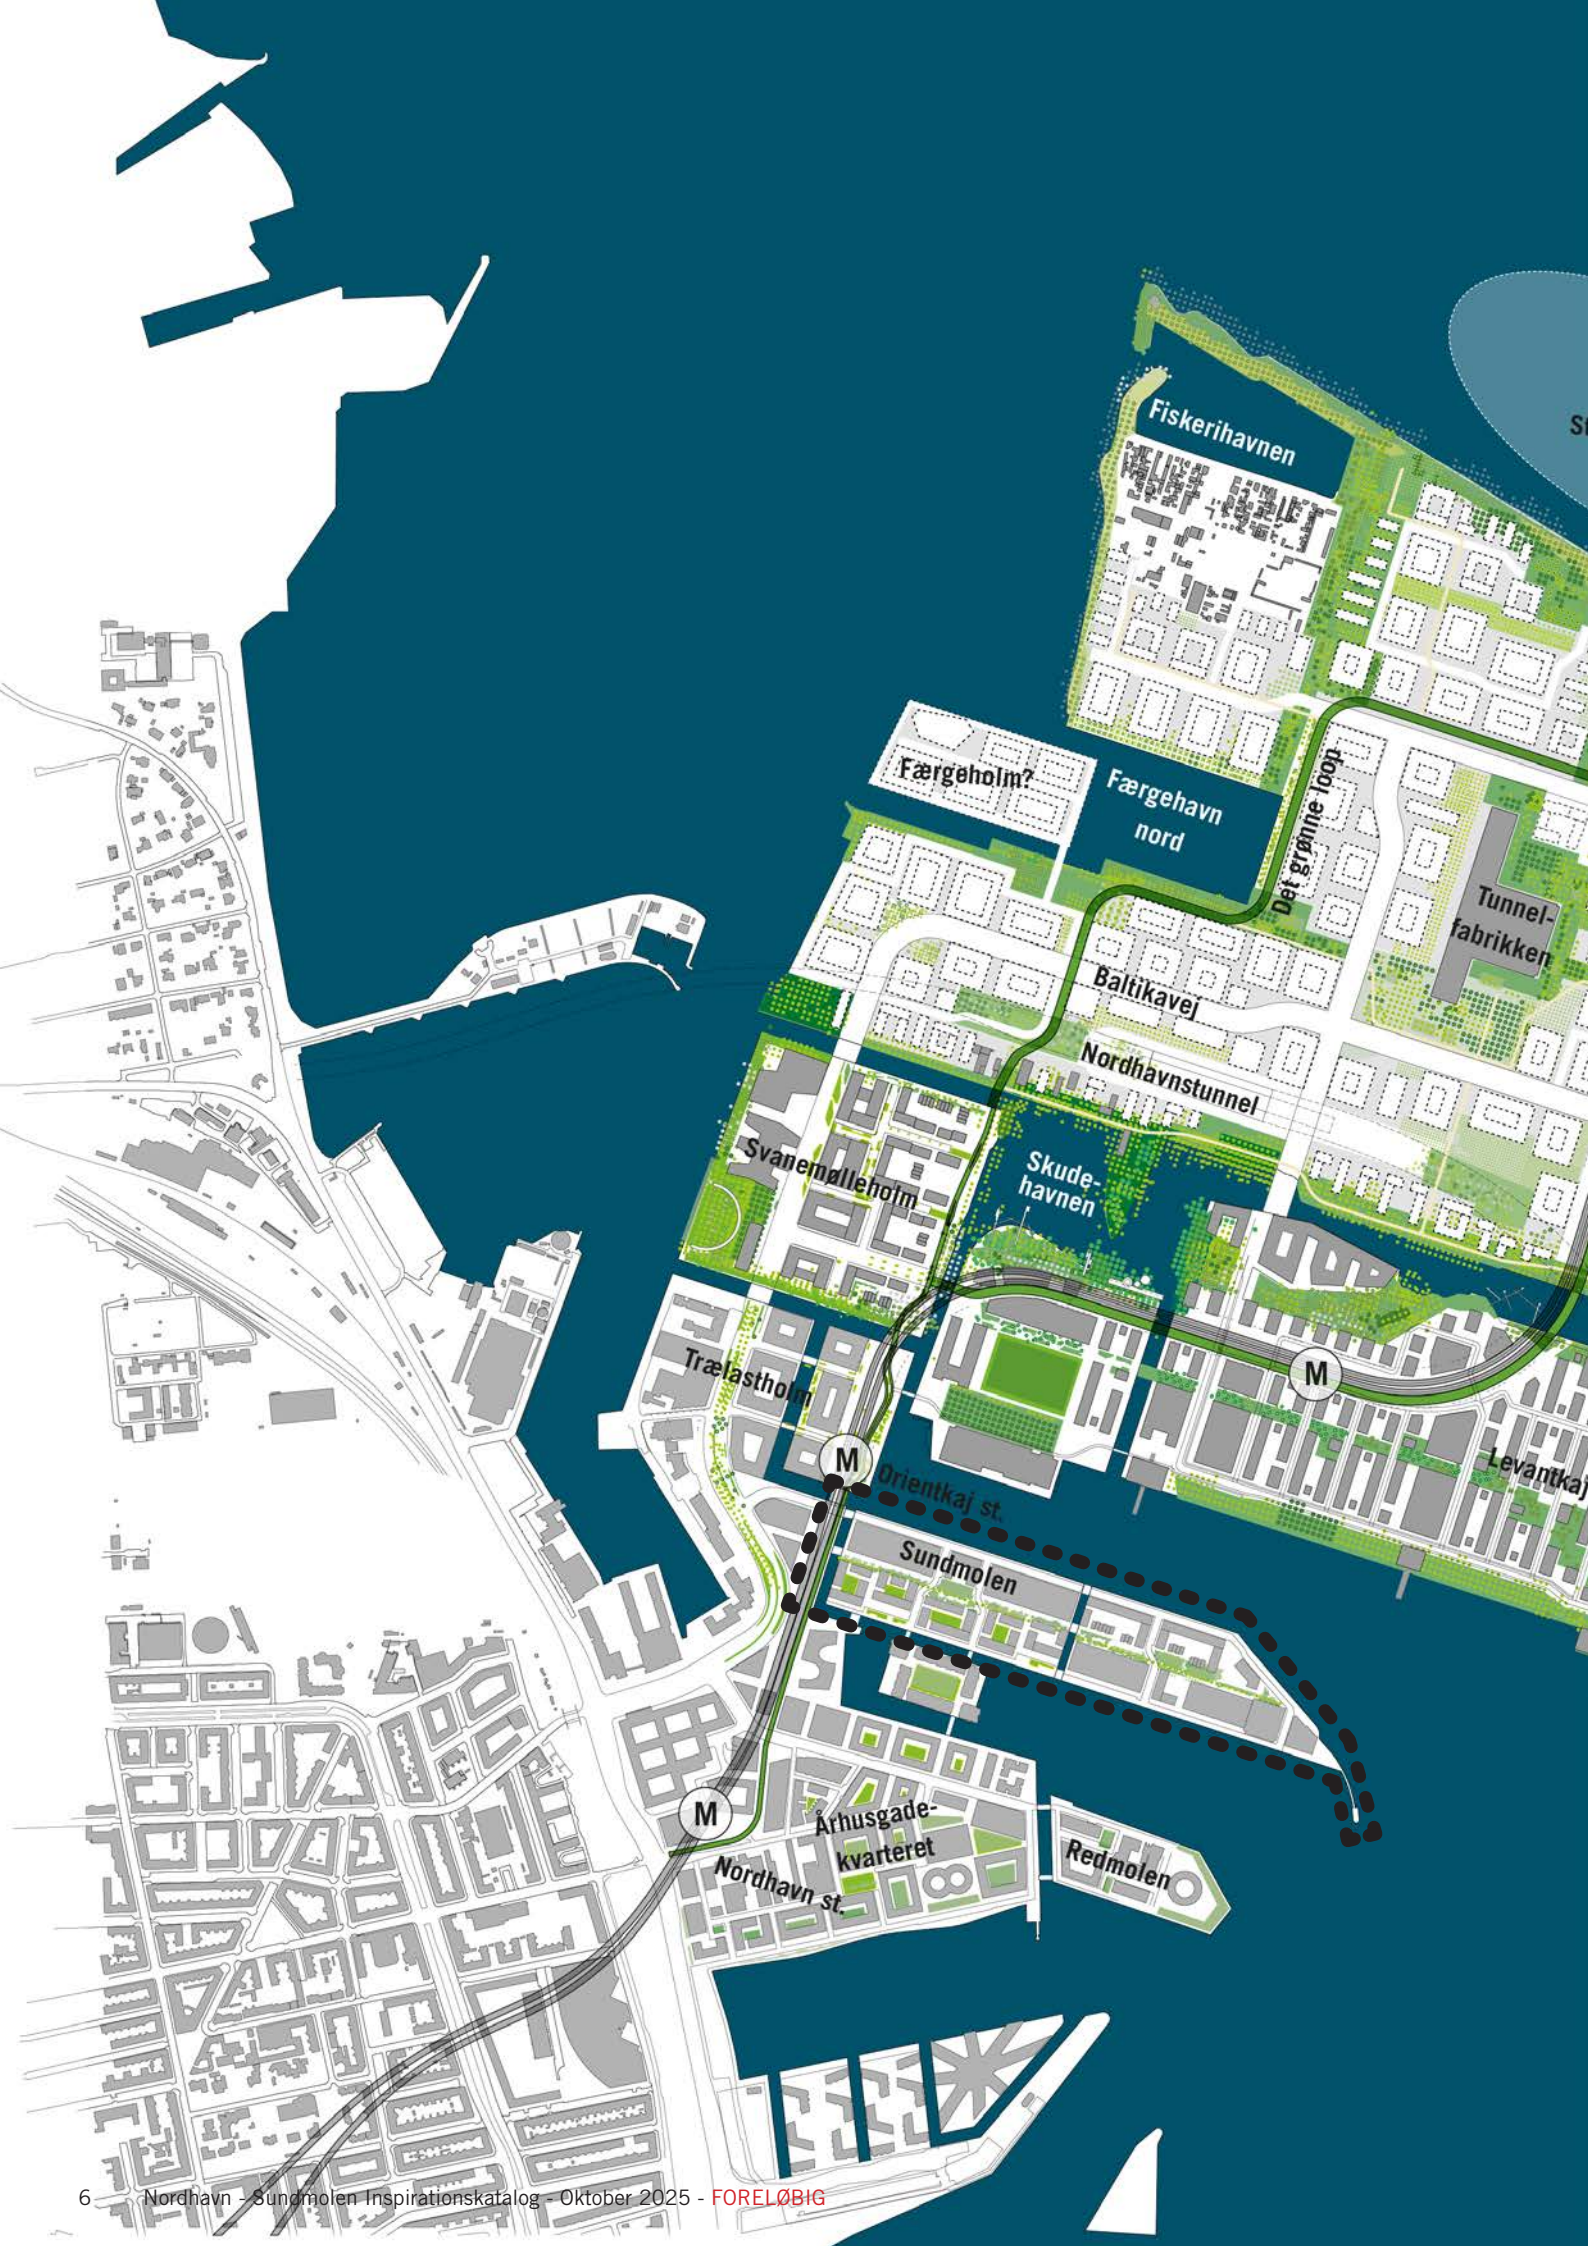 St
Fiskerihavnen
Færgeholm?
Færgehavn
nord
Det grønne loop
Tunnel-
fabrikken
Baltikavej
Nordhavnstunnel
Svanemølleholm
Skude-
havnen
M
Trælastholm
M
Orientkaj st.
Levantkaj
Sundmolen
M
Århusgade-
kvarteret
Redmolen
Nordhavn st.
6 Nordhavn - Sundmolen Inspirationskatalog - Oktober 2025 - FORELØBIG